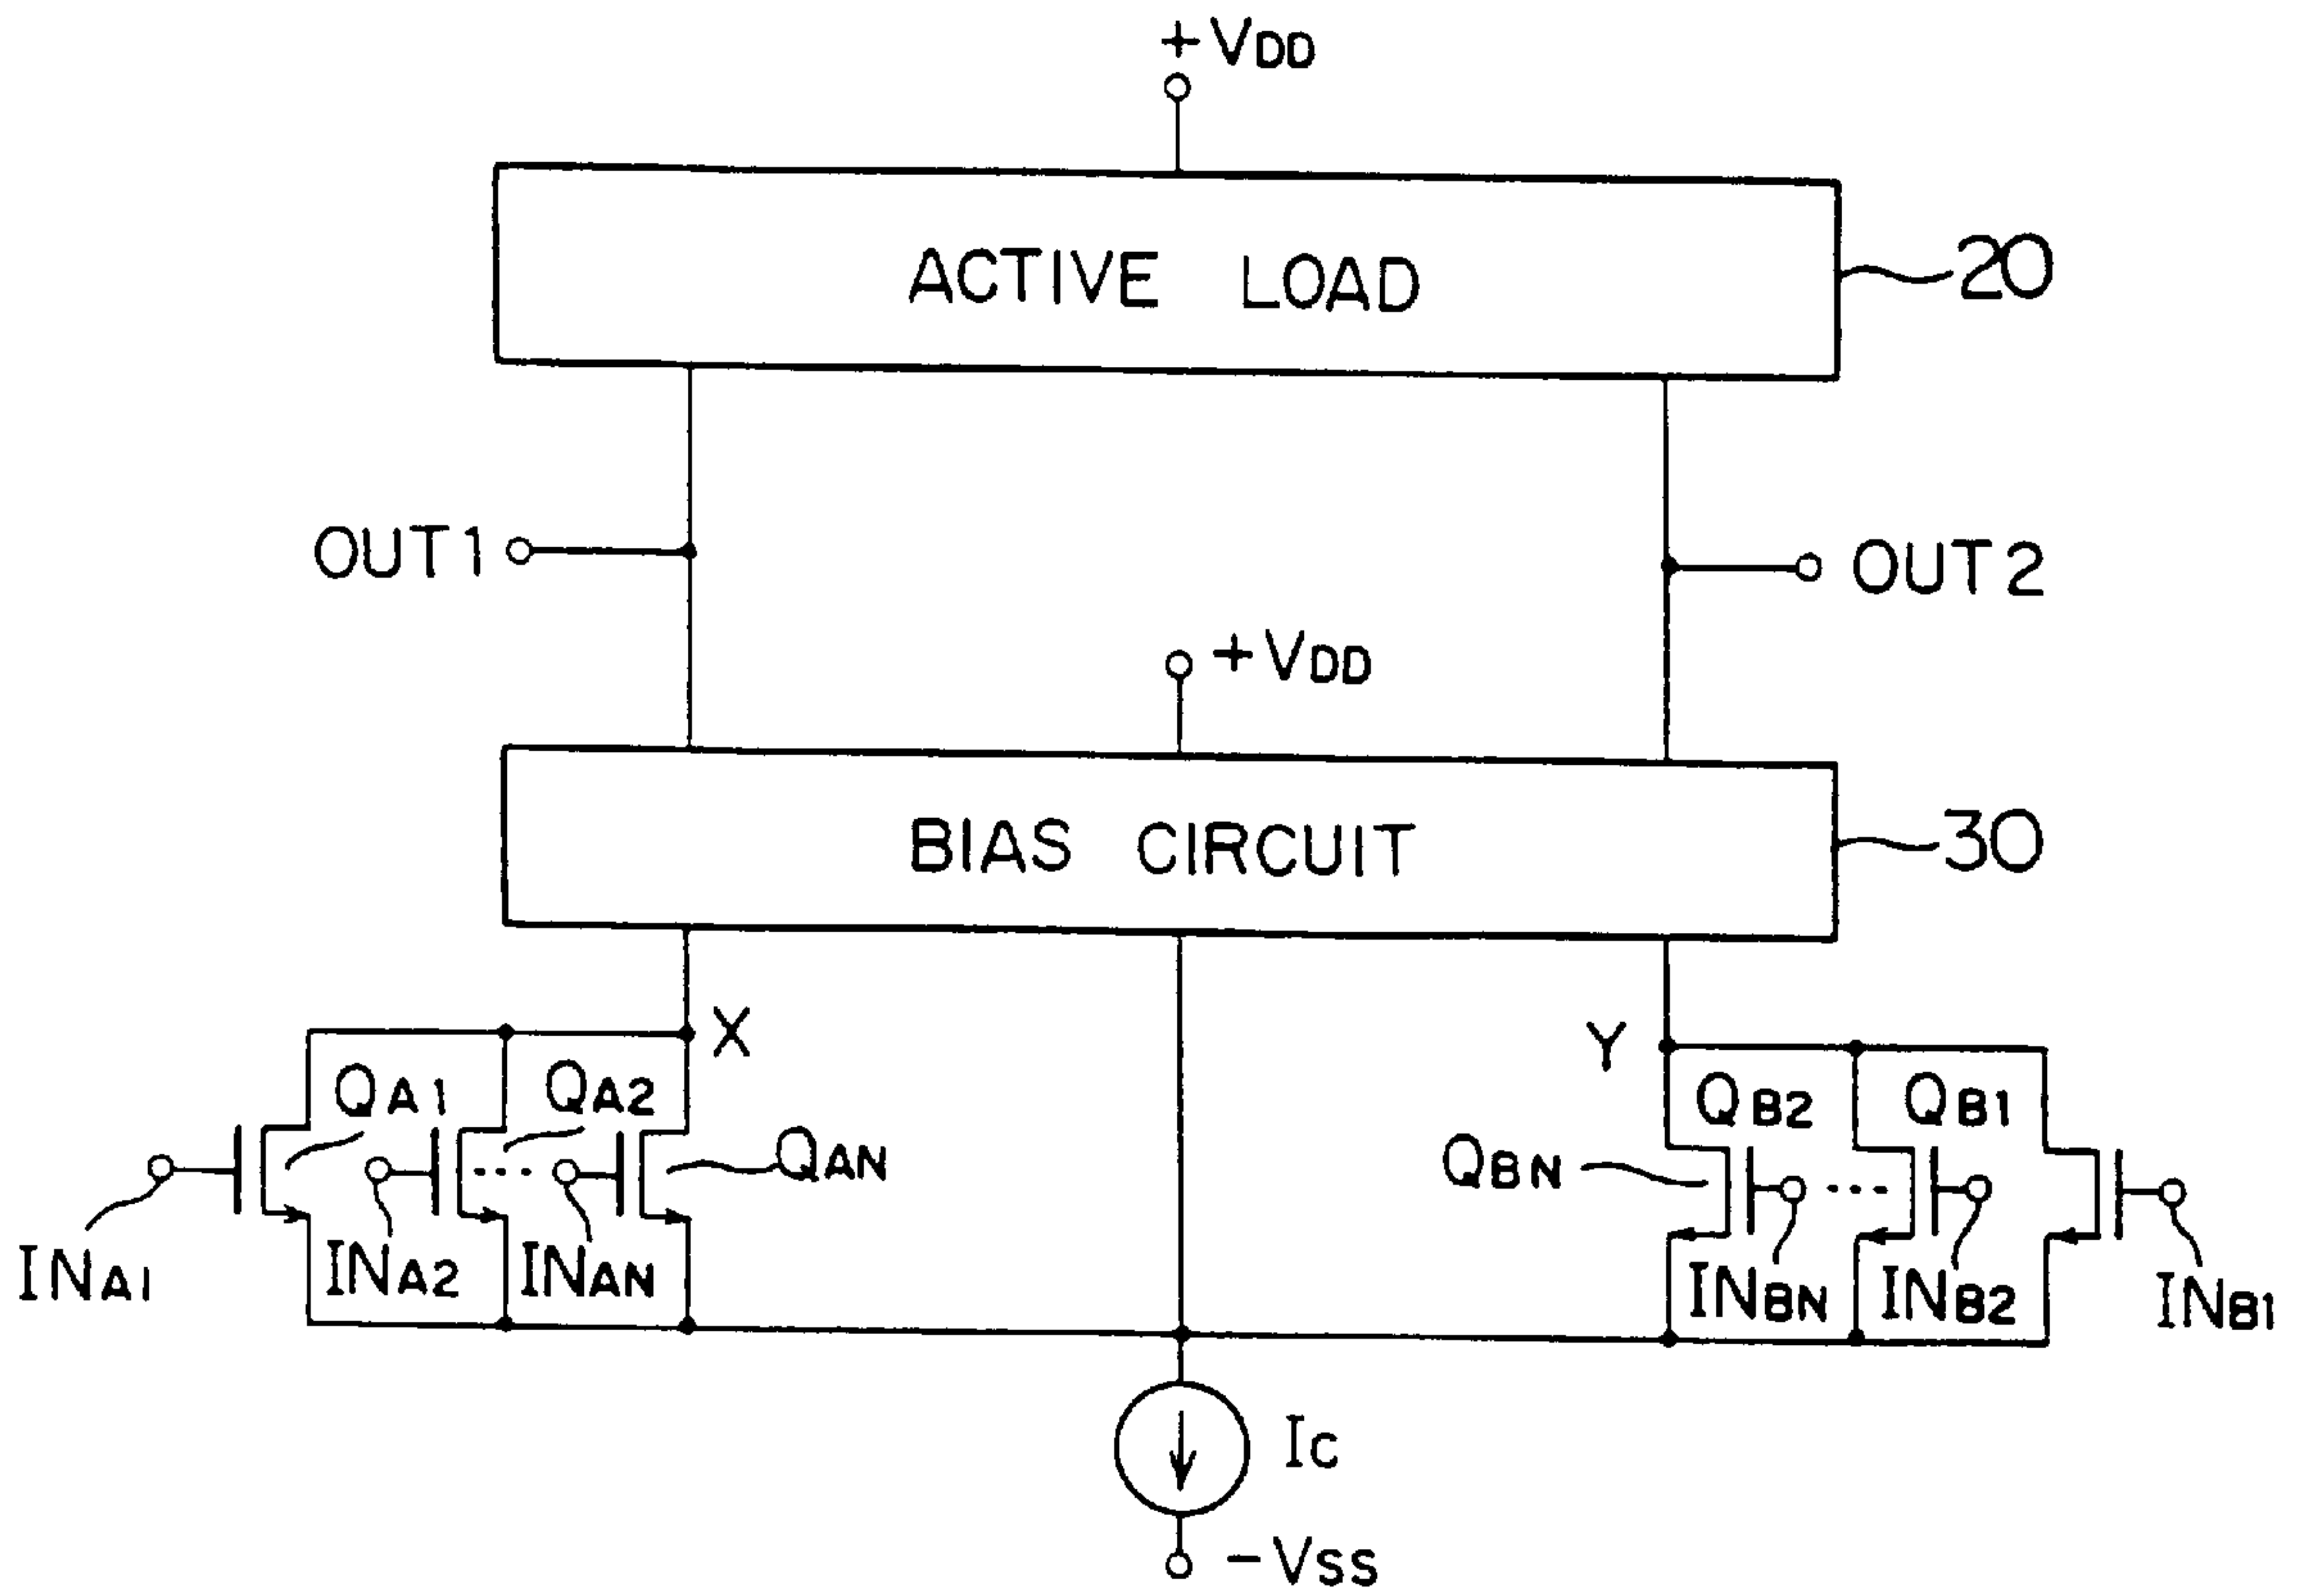 +VDD
ACTIVE LOAD
20
OUT1
OUT2
+VDD
BIAS CIRCUIT
30
X
Y
QA1
QA2
QB2
QB1
QAN
QBN
INA1
INA2
INAN
INBN
INB2
INB1
IC
-VSS